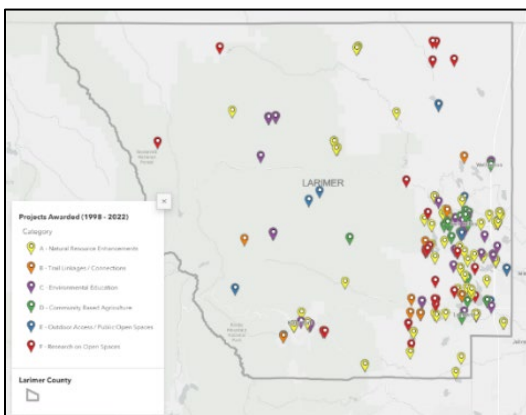 LARIMER
Projects Awarded (1998 - 2022)
Category
A - Natural Resource Enhancements
B - Trail Linkages / Connections
C - Environmental Education
D - Community Based Agriculture
E - Outdoor Access / Public Open Spaces
F - Research on Open Spaces
Larimer County